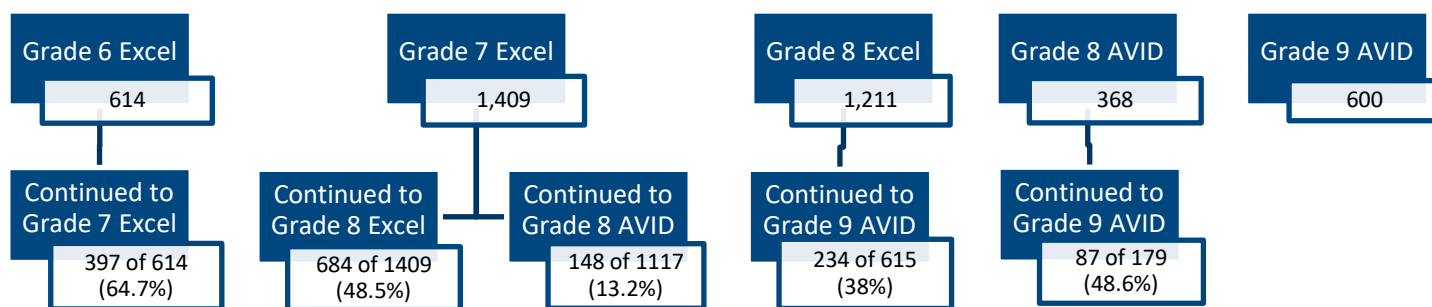 Grade 6 Excel
614
Grade 7 Excel
1,409
Grade 8 Excel
1,211
Grade 8 AVID
368
Grade 9 AVID
600
Continued to
Grade 7 Excel
397 of 614
(64.7%)
Continued to
Grade 8 Excel
684 of 1409
(48.5%)
Continued to
Grade 8 AVID
148 of 1117
(13.2%)
Continued to
Grade 9 AVID
234 of 615
(38%)
Continued to
Grade 9 AVID
87 of 179
(48.6%)